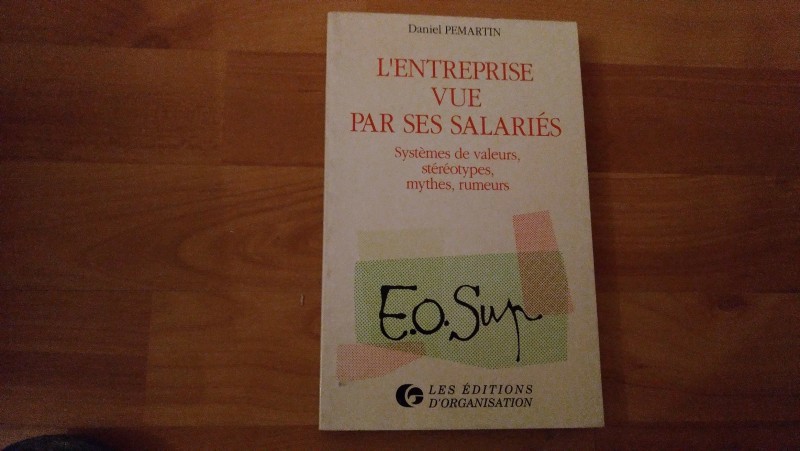 Daniel PEMARTIN
L'ENTREPRISE
VUE
PAR SES SALARIÉS
Systèmes de valeurs,
stéréotypes,
mythes, rumeurs
E.O.Sup
LES ÉDITIONS
D'ORGANISATION